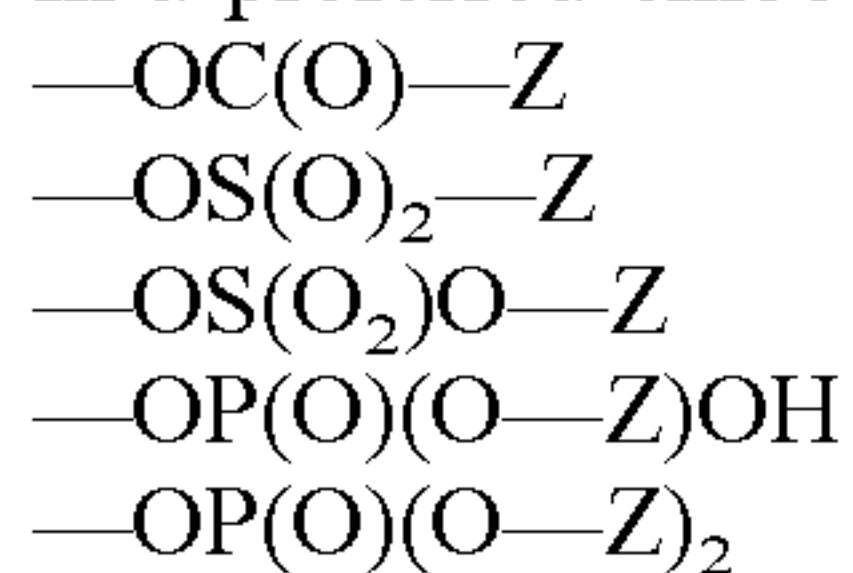 —OC(O)—Z
—OS(O)₂—Z
—OS(O₂)O—Z
—OP(O)(O—Z)OH
—OP(O)(O—Z)₂